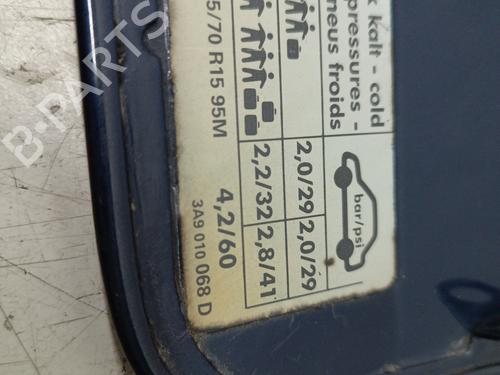 k kalt - cold
pressures -
neus froids
bar/psi
2,0/29 2,0/29
2,2/32 2,8/41
5/70 R15 95M 4,2/60
3A9 010 068 D
B-PARTS